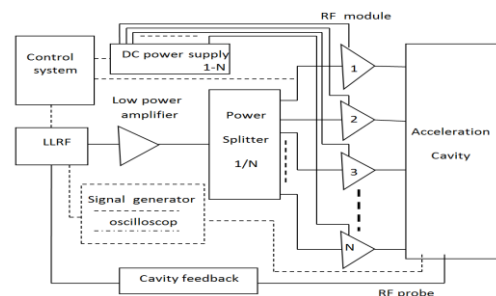 RF module
Control
system
DC power supply
1-N
1
Low power
amplifier
Power
Splitter
1/N
2
Acceleration
Cavity
LLRF
3
Signal generator
oscilloscop
N
Cavity feedback
RF probe